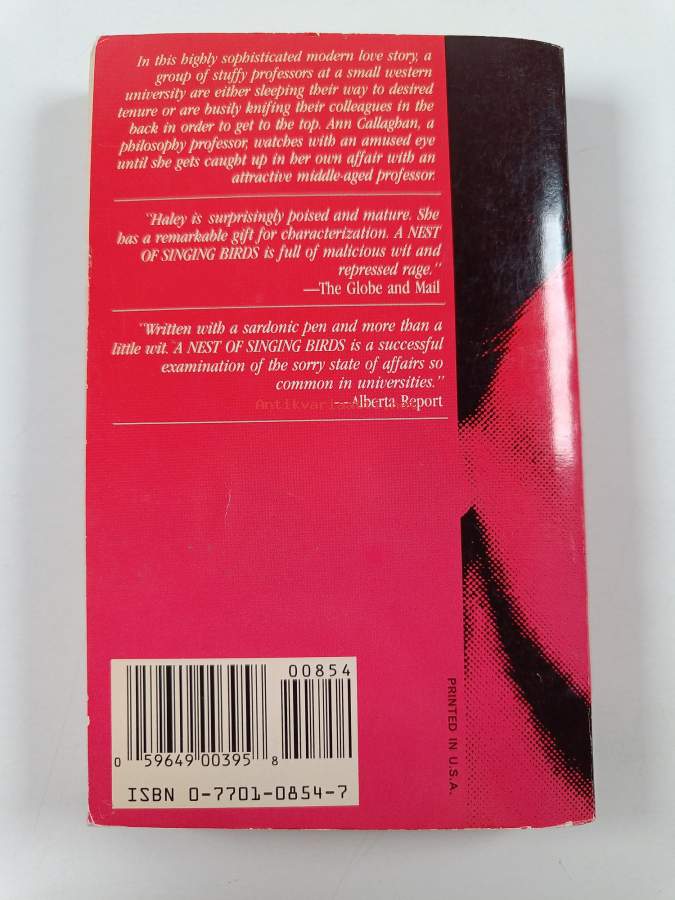 In this highly sophisticated modern love story, a
group of stuffy professors at a small western
university are either sleeping their way to desired
tenure or are busily knifing their colleagues in the
back in order to get to the top. Ann Callaghan, a
philosophy professor, watches with an amused eye
until she gets caught up in her own affair with an
attractive middle-aged professor.
"Haley is surprisingly poised and mature. She
has a remarkable gift for characterization. A NEST
OF SINGING BIRDS is full of malicious wit and
repressed rage."
—The Globe and Mail
"Written with a sardonic pen and more than a
little wit. A NEST OF SINGING BIRDS is a successful
examination of the sorry state of affairs so
common in universities."
—Alberta Report
00854
0 59649 00395 8
ISBN 0-7701-0854-7
PRINTED IN U.S.A.